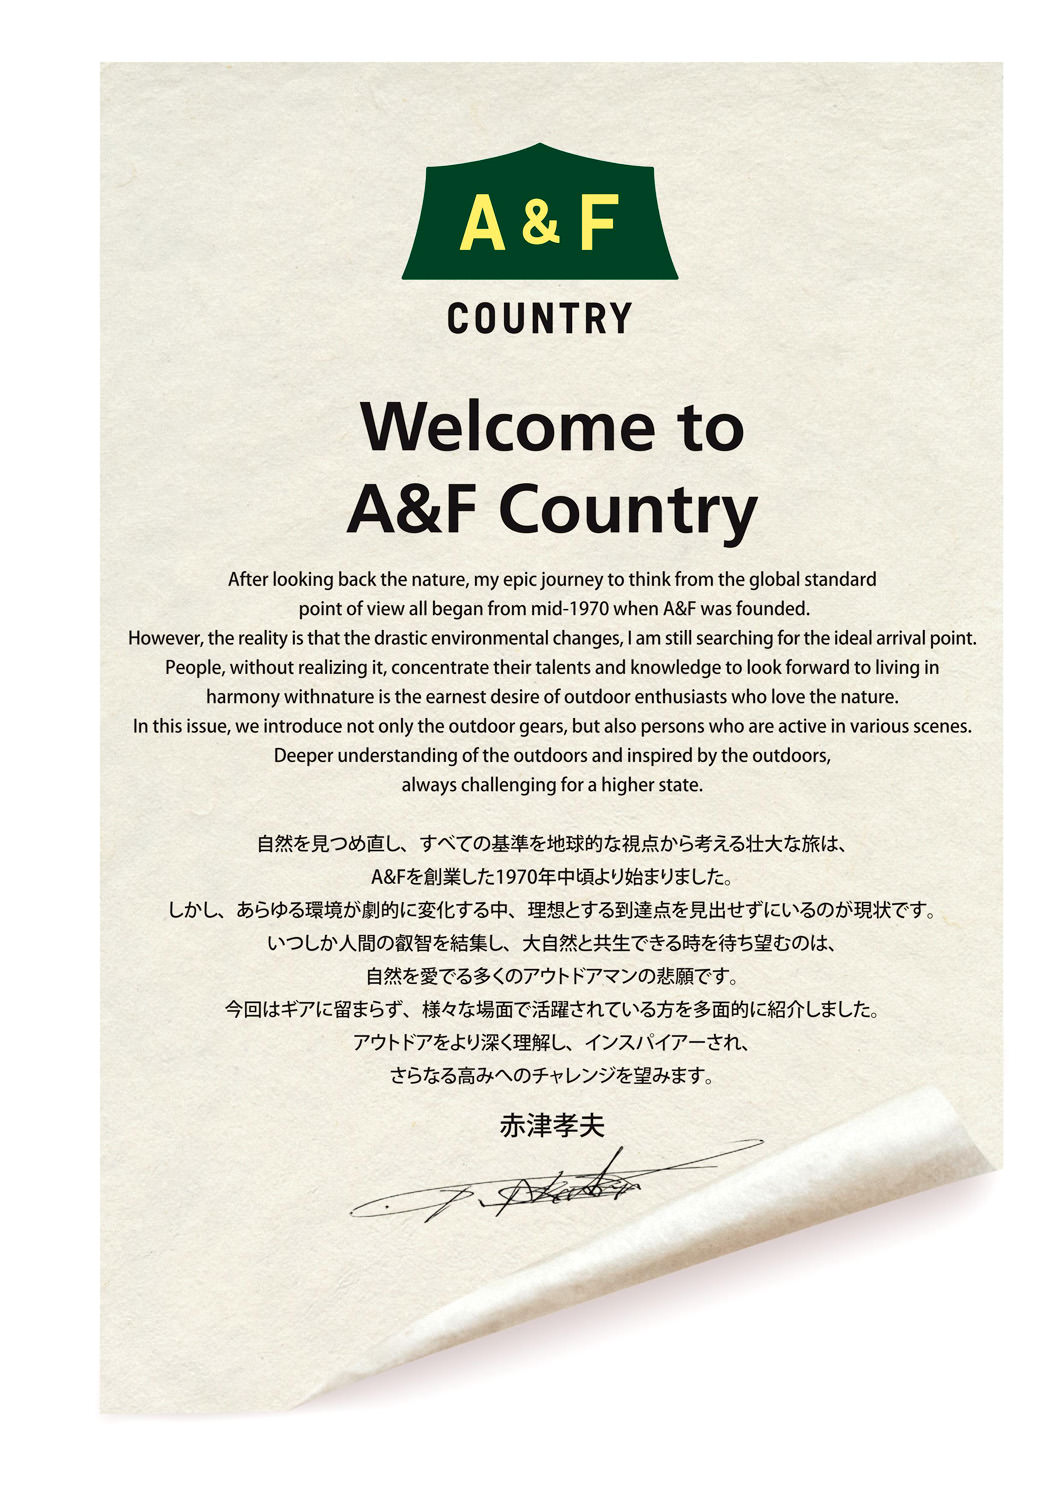 A & F
COUNTRY
Welcome to
A&F Country
After looking back the nature, my epic journey to think from the global standard
point of view all began from mid-1970 when A&F was founded.
However, the reality is that the drastic environmental changes, I am still searching for the ideal arrival point.
People, without realizing it, concentrate their talents and knowledge to look forward to living in
harmony withnature is the earnest desire of outdoor enthusiasts who love the nature.
In this issue, we introduce not only the outdoor gears, but also persons who are active in various scenes.
Deeper understanding of the outdoors and inspired by the outdoors,
always challenging for a higher state.
自然を見つめ直し、すべての基準を地球的な視点から考える壮大な旅は、
A&Fを創業した1970年中頃より始まりました。
しかし、あらゆる環境が劇的に変化する中、理想とする到達点を見出せずにいるのが現状です。
いつしか人間の叡智を結集し、大自然と共生できる時を待ち望むのは、
自然を愛でる多くのアウトドアマンの悲願です。
今回はギアに留まらず、様々な場面で活躍されている方を多面的に紹介しました。
アウトドアをより深く理解し、インスパイアーされ、
さらなる高みへのチャレンジを望みます。
赤津孝夫